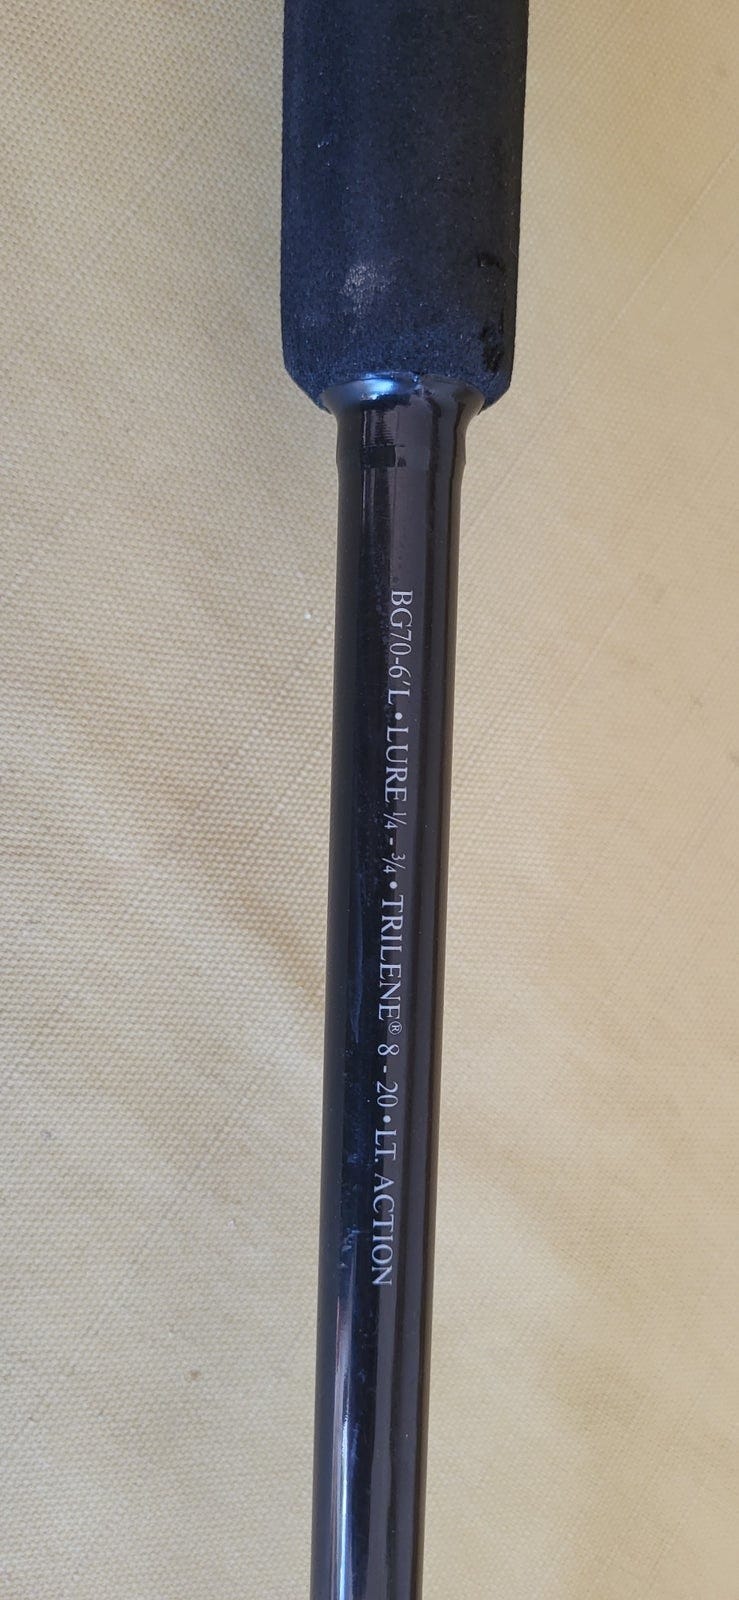 BG70-6'L • LURE ¼ - ¾ • TRILENE® 8 - 20 • LT. ACTION